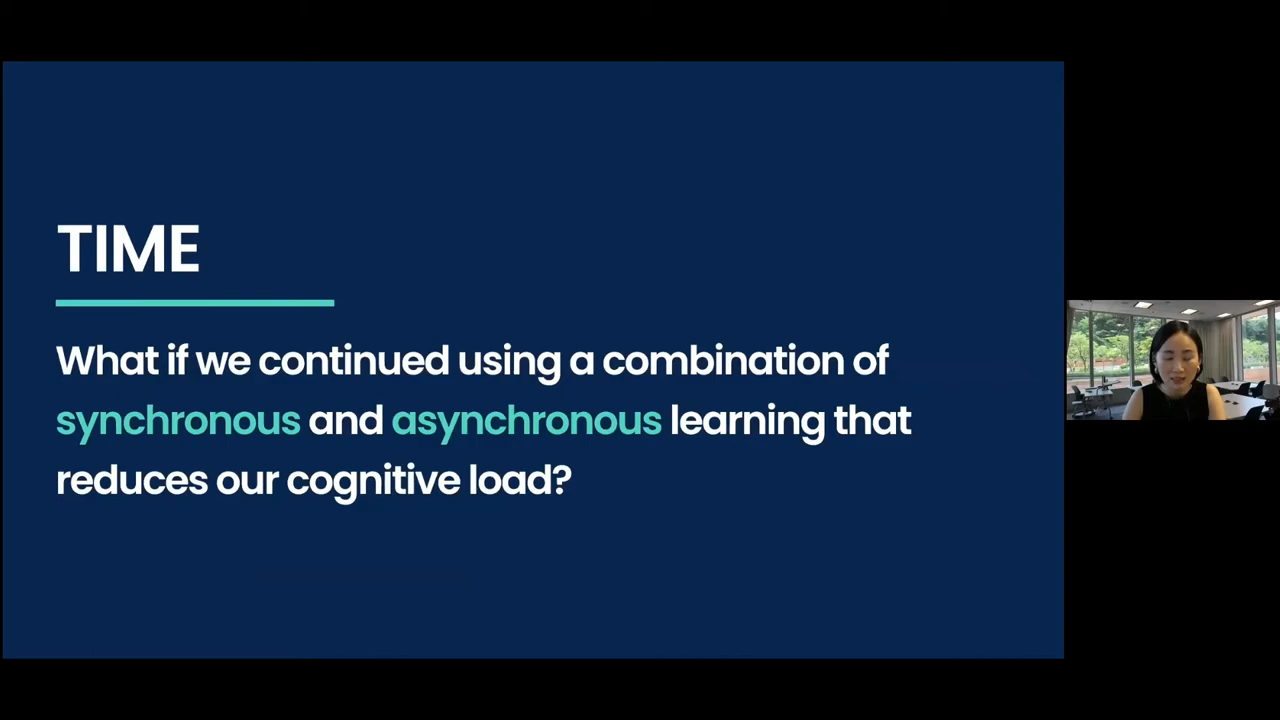 TIME
What if we continued using a combination of
synchronous and asynchronous learning that
reduces our cognitive load?